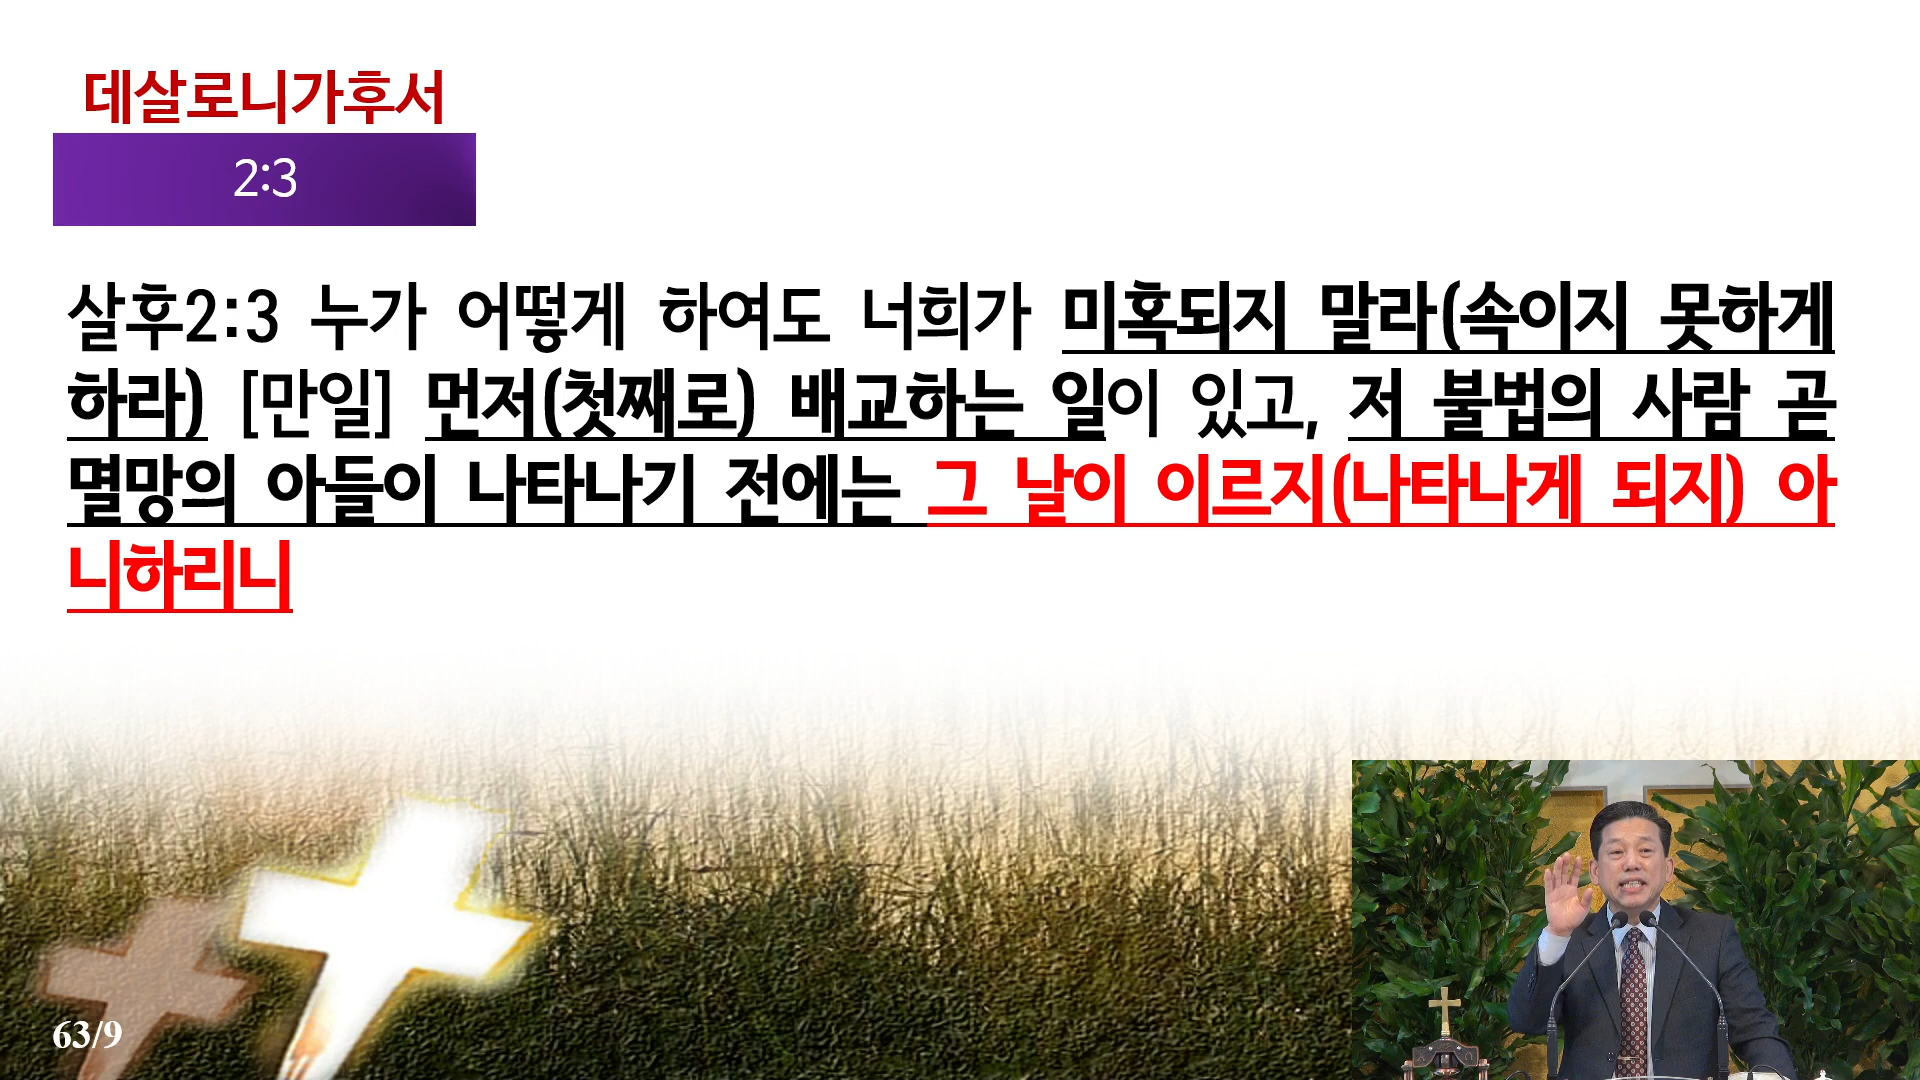 데살로니가후서
2:3
살후2:3 누가 어떻게 하여도 너희가 미혹되지 말라(속이지 못하게
하라) [만일] 먼저(첫째로) 배교하는 일이 있고, 저 불법의 사람 곧
멸망의 아들이 나타나기 전에는 그 날이 이르지(나타나게 되지) 아
니하리니
63/9